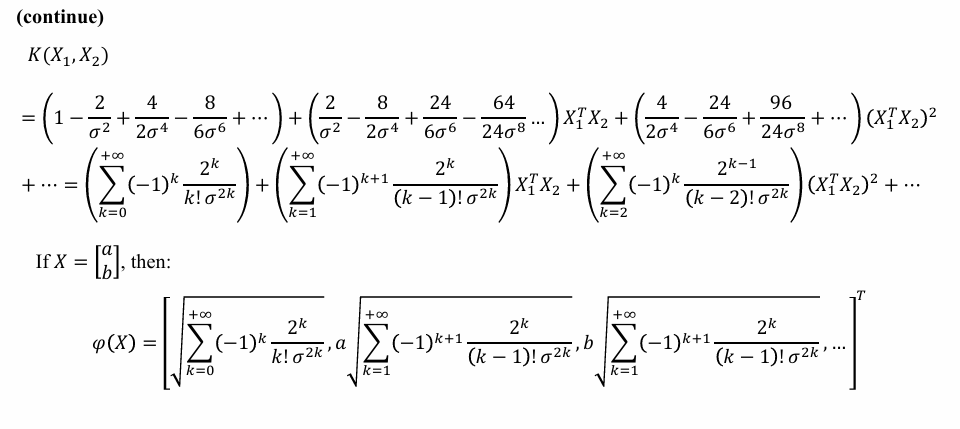 (continue)
K(X₁, X₂)
= (1 − 2/σ² + 4/2σ⁴ − 8/6σ⁶ + ⋯) + (2/σ² − 8/2σ⁴ + 24/6σ⁶ − 64/24σ⁸ …) X₁ᵀX₂ + (4/2σ⁴ − 24/6σ⁶ + 96/24σ⁸ + ⋯) (X₁ᵀX₂)²
+ ⋯ = (∑_{k=0}^{+∞} (−1)^k 2^k/(k! σ^{2k})) + (∑_{k=1}^{+∞} (−1)^{k+1} 2^k/((k − 1)! σ^{2k})) X₁ᵀX₂ + (∑_{k=2}^{+∞} (−1)^k 2^{k−1}/((k − 2)! σ^{2k})) (X₁ᵀX₂)² + ⋯
If X = [a b], then:
φ(X) = [√(∑_{k=0}^{+∞} (−1)^k 2^k/(k! σ^{2k})), a√(∑_{k=1}^{+∞} (−1)^{k+1} 2^k/((k − 1)! σ^{2k})), b√(∑_{k=1}^{+∞} (−1)^{k+1} 2^k/((k − 1)! σ^{2k})), …]ᵀ